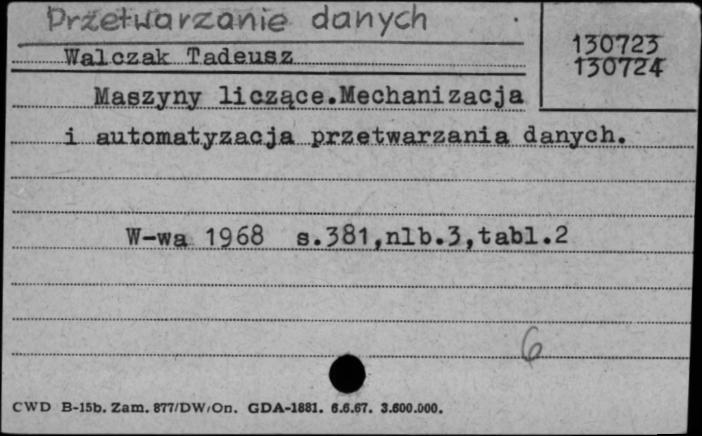 Przetwarzanie danych
130723
130724
Walczak Tadeusz
Maszyny liczące.Mechanizacja
i automatyzacja przetwarzania danych.
W-wa 1968 s.381,nlb.3,tabl.2
6
CWD B-15b. Zam. 877/DW/On. GDA-1881. 6.6.67. 3.600.000.